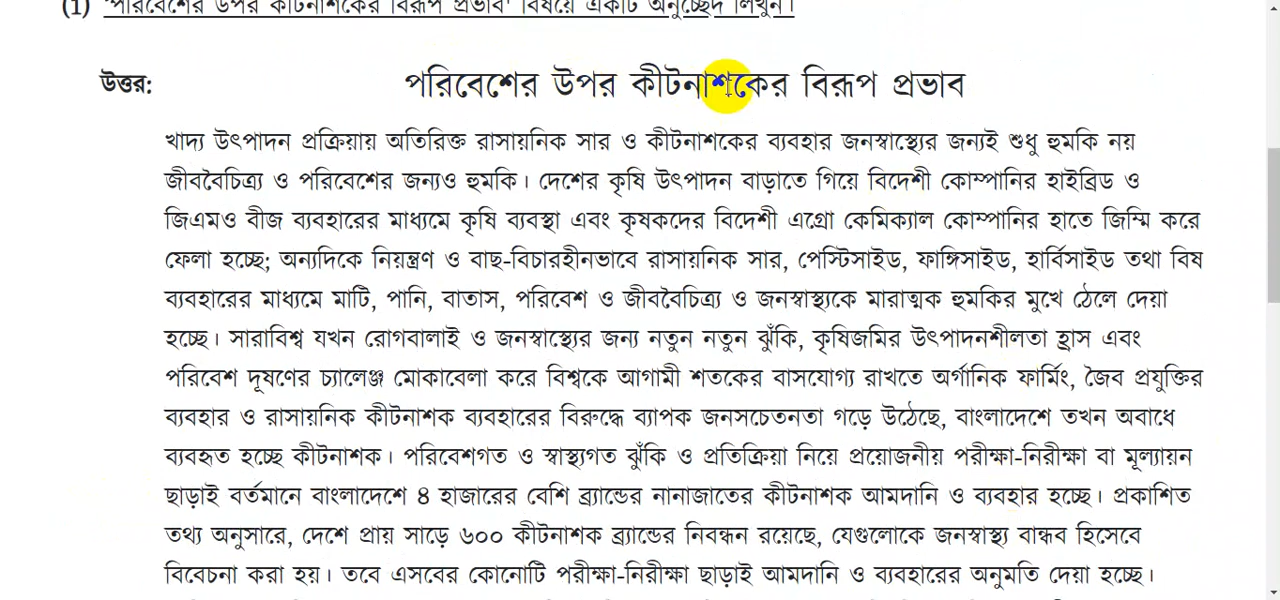 (1) 'পরিবেশের উপর কীটনাশকের বিরূপ প্রভাব' বিষয়ে একটি অনুচ্ছেদ লিখুন।
উত্তর: পরিবেশের উপর কীটনাশকের বিরূপ প্রভাব
খাদ্য উৎপাদন প্রক্রিয়ায় অতিরিক্ত রাসায়নিক সার ও কীটনাশকের ব্যবহার জনস্বাস্থ্যের জন্যই শুধু হুমকি নয়
জীববৈচিত্র্য ও পরিবেশের জন্যও হুমকি। দেশের কৃষি উৎপাদন বাড়াতে গিয়ে বিদেশী কোম্পানির হাইব্রিড ও
জিএমও বীজ ব্যবহারের মাধ্যমে কৃষি ব্যবস্থা এবং কৃষকদের বিদেশী এগ্রো কেমিক্যাল কোম্পানির হাতে জিম্মি করে
ফেলা হচ্ছে; অন্যদিকে নিয়ন্ত্রণ ও বাছ-বিচারহীনভাবে রাসায়নিক সার, পেস্টিসাইড, ফাঙ্গিসাইড, হার্বিসাইড তথা বিষ
ব্যবহারের মাধ্যমে মাটি, পানি, বাতাস, পরিবেশ ও জীববৈচিত্র্য ও জনস্বাস্থ্যকে মারাত্মক হুমকির মুখে ঠেলে দেয়া
হচ্ছে। সারাবিশ্ব যখন রোগবালাই ও জনস্বাস্থ্যের জন্য নতুন নতুন ঝুঁকি, কৃষিজমির উৎপাদনশীলতা হ্রাস এবং
পরিবেশ দূষণের চ্যালেঞ্জ মোকাবেলা করে বিশ্বকে আগামী শতকের বাসযোগ্য রাখতে অর্গানিক ফার্মিং, জৈব প্রযুক্তির
ব্যবহার ও রাসায়নিক কীটনাশক ব্যবহারের বিরুদ্ধে ব্যাপক জনসচেতনতা গড়ে উঠেছে, বাংলাদেশে তখন অবাধে
ব্যবহৃত হচ্ছে কীটনাশক। পরিবেশগত ও স্বাস্থ্যগত ঝুঁকি ও প্রতিক্রিয়া নিয়ে প্রয়োজনীয় পরীক্ষা-নিরীক্ষা বা মূল্যায়ন
ছাড়াই বর্তমানে বাংলাদেশে ৪ হাজারের বেশি ব্র্যান্ডের নানাজাতের কীটনাশক আমদানি ও ব্যবহার হচ্ছে। প্রকাশিত
তথ্য অনুসারে, দেশে প্রায় সাড়ে ৬০০ কীটনাশক ব্র্যান্ডের নিবন্ধন রয়েছে, যেগুলোকে জনস্বাস্থ্য বান্ধব হিসেবে
বিবেচনা করা হয়। তবে এসবের কোনোটি পরীক্ষা-নিরীক্ষা ছাড়াই আমদানি ও ব্যবহারের অনুমতি দেয়া হচ্ছে।